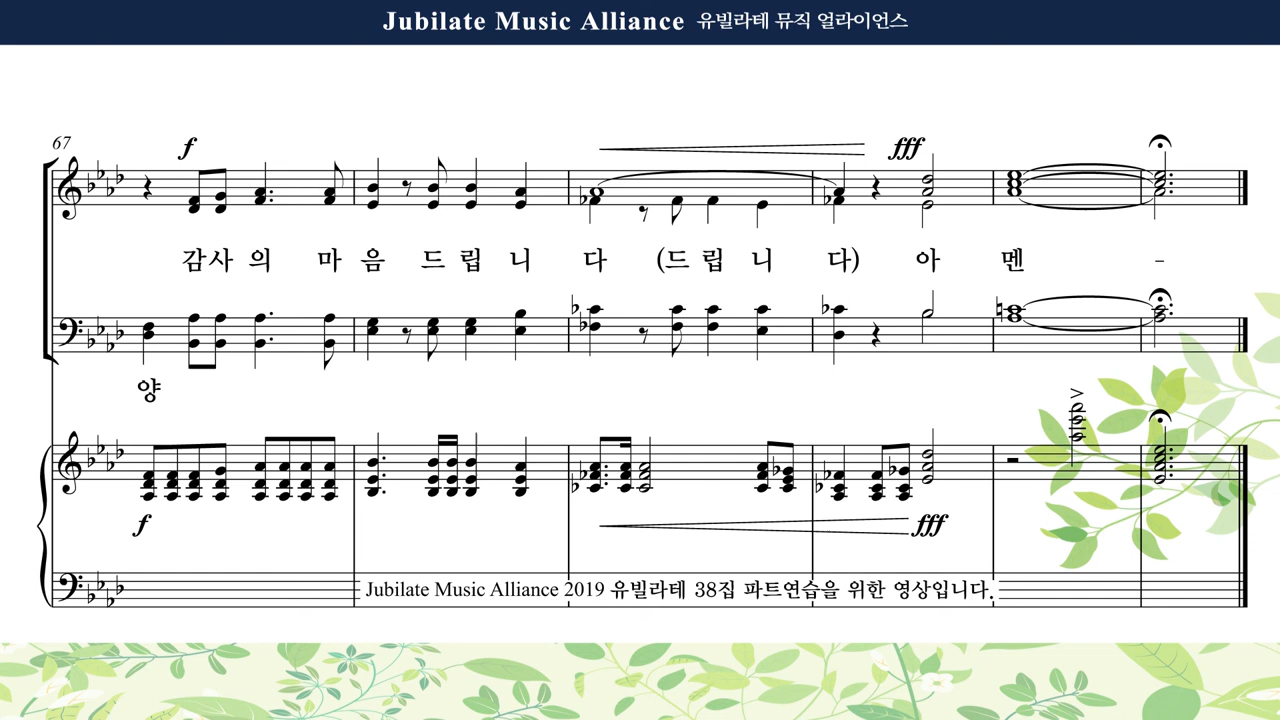 Jubilate Music Alliance 유빌라테 뮤직 얼라이언스
67
f fff
감사의 마음 드립니다 (드립니다) 아멘 -
양
f fff
Jubilate Music Alliance 2019 유빌라테 38집 파트연습을 위한 영상입니다.